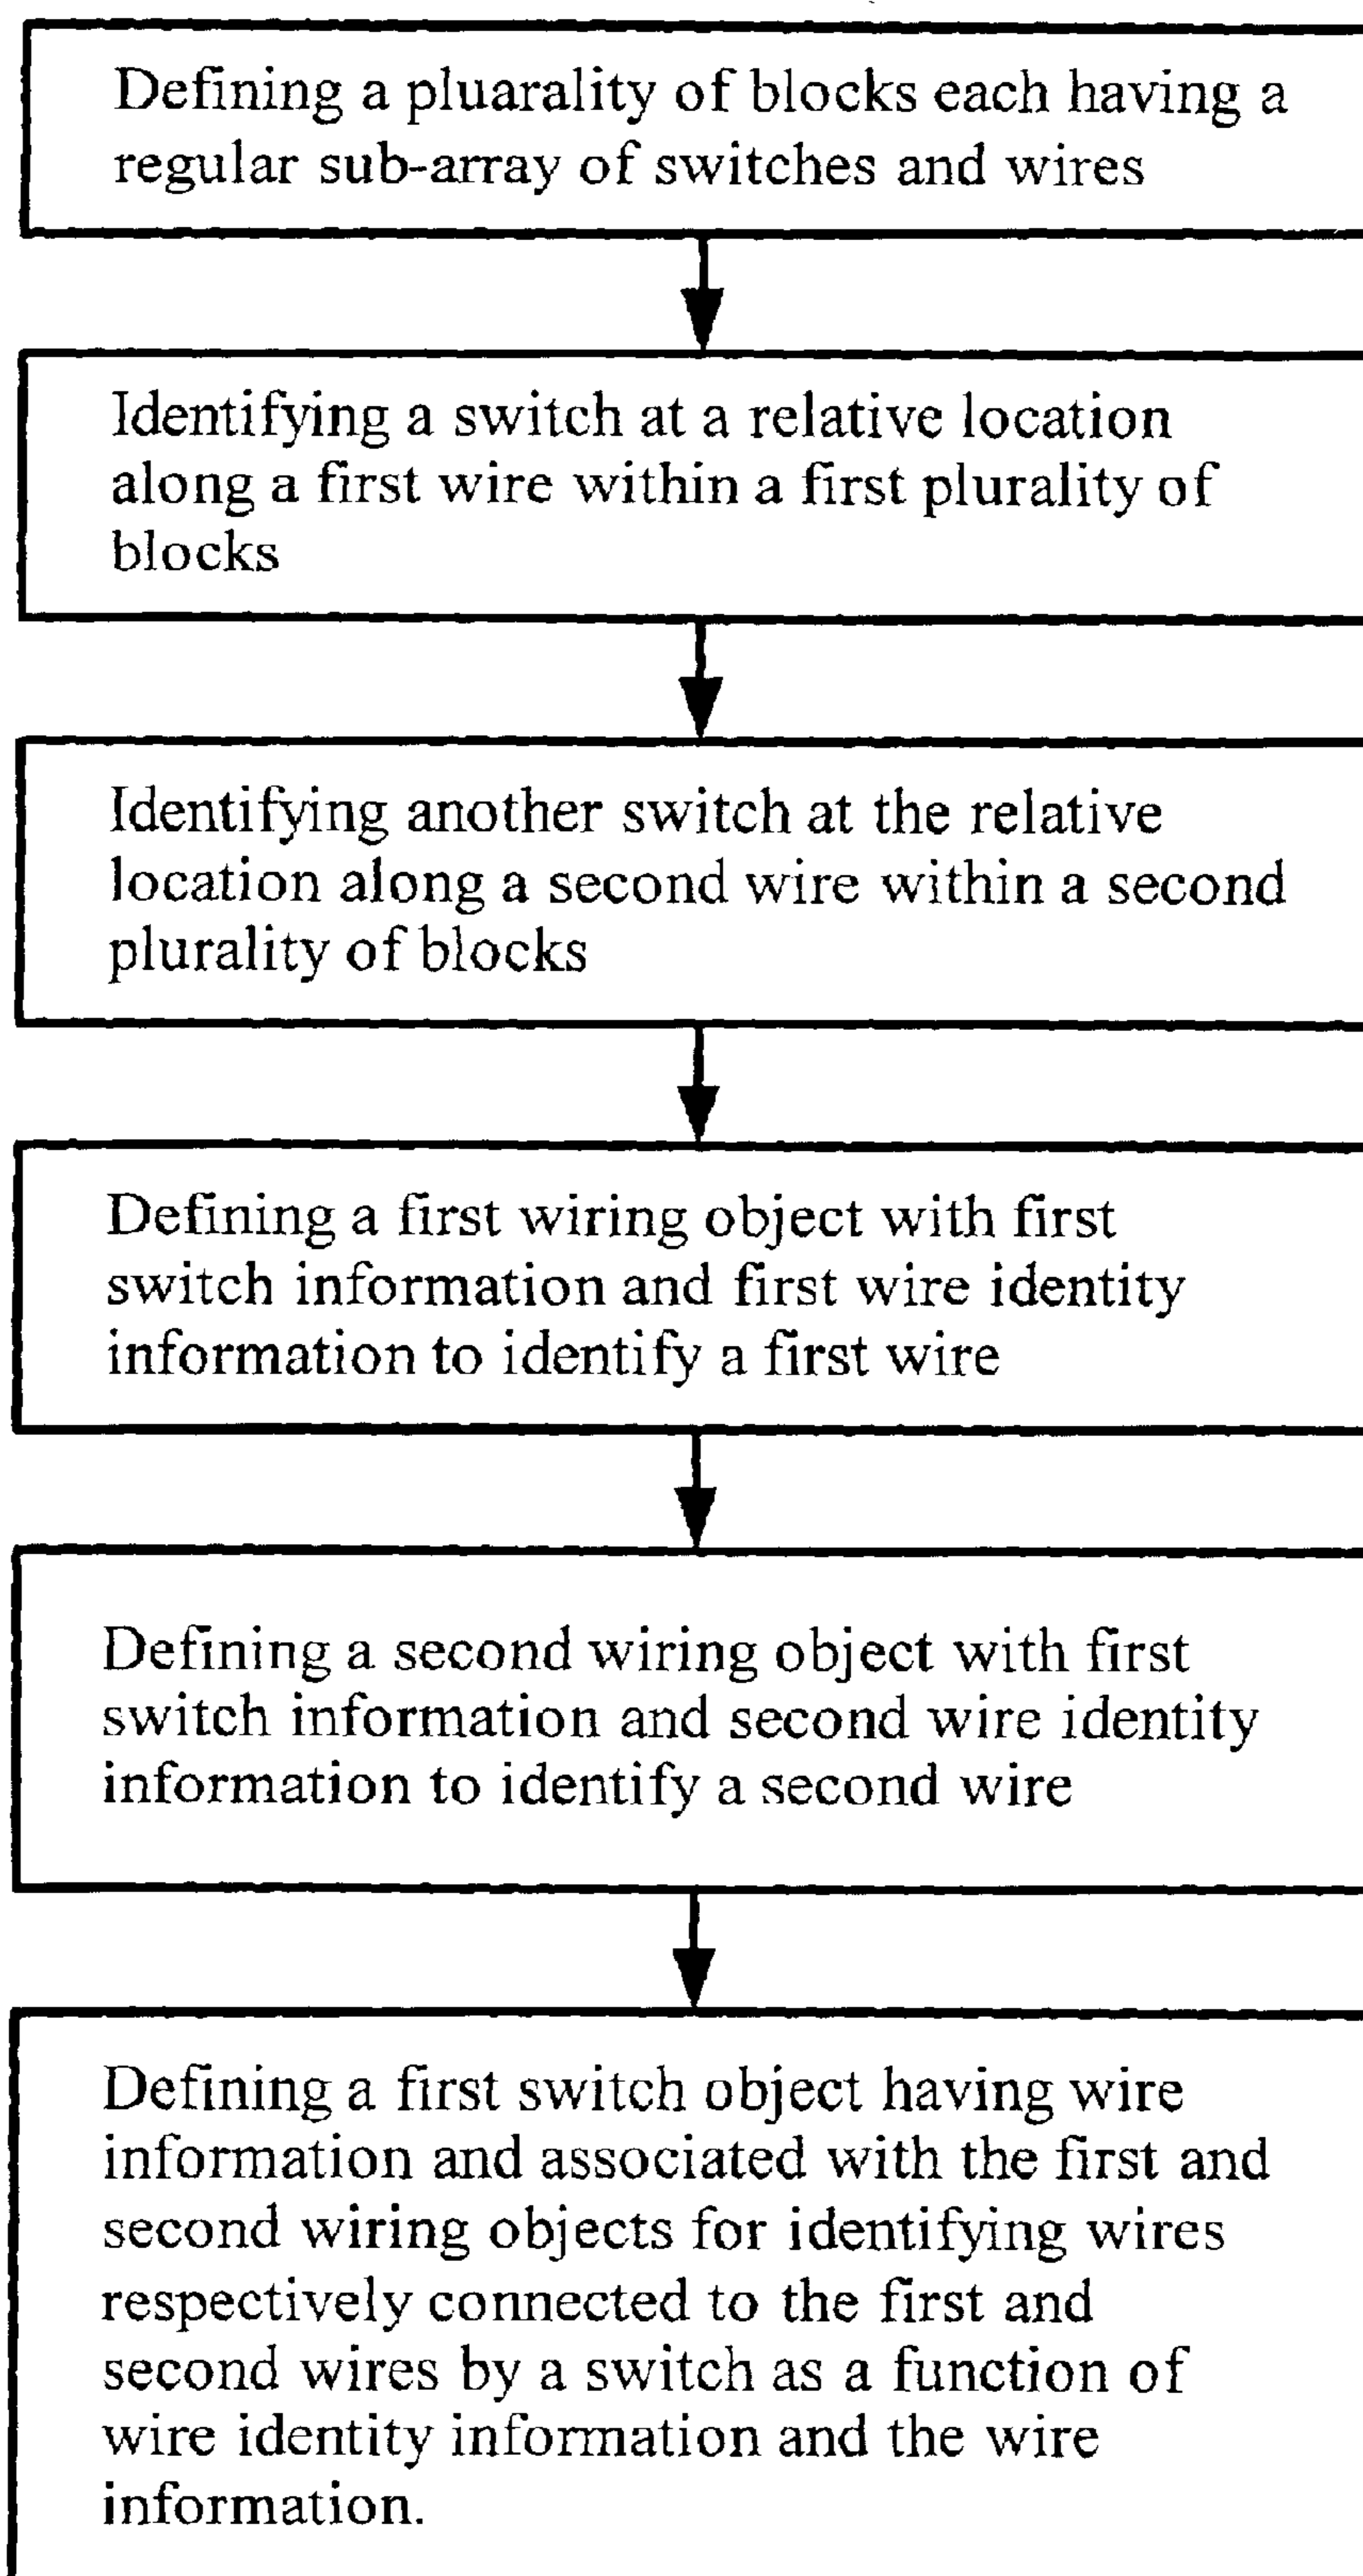 Defining a pluarality of blocks each having a
regular sub-array of switches and wires
Identifying a switch at a relative location
along a first wire within a first plurality of
blocks
Identifying another switch at the relative
location along a second wire within a second
plurality of blocks
Defining a first wiring object with first
switch information and first wire identity
information to identify a first wire
Defining a second wiring object with first
switch information and second wire identity
information to identify a second wire
Defining a first switch object having wire
information and associated with the first and
second wiring objects for identifying wires
respectively connected to the first and
second wires by a switch as a function of
wire identity information and the wire
information.